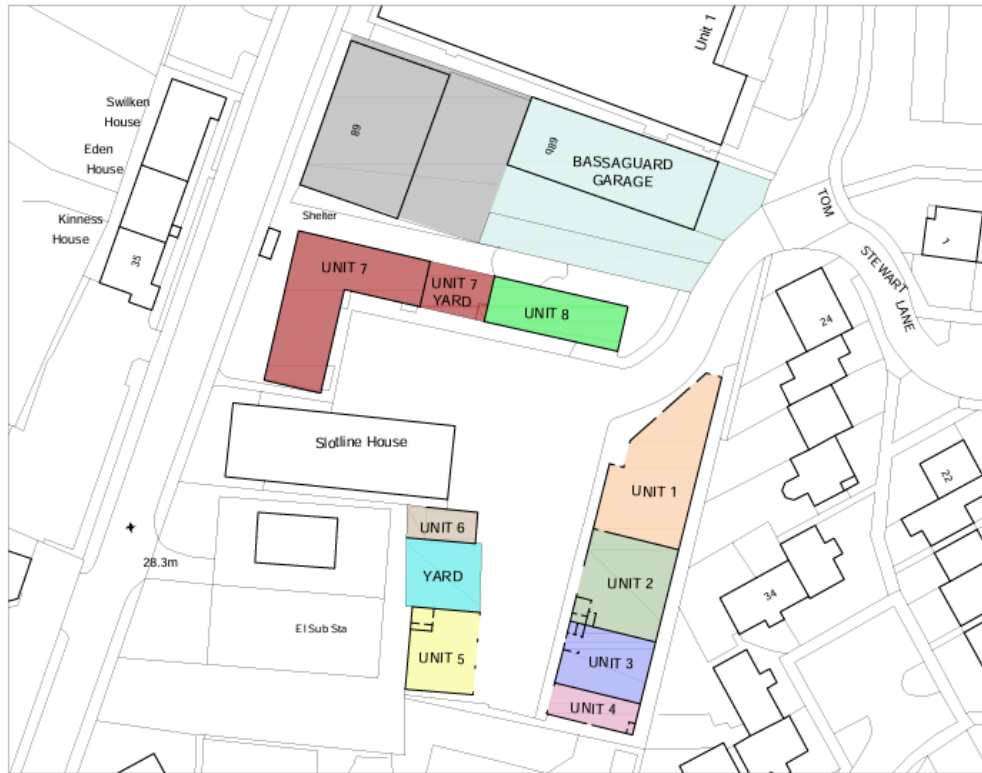 Unit 1
Swilken
House
Eden
House
Kinness
House
35
89
89b
BASSAGUARD
GARAGE
Shelter
TOM
STEWART LANE
1
UNIT 7
UNIT 7
YARD
UNIT 8
24
Slotline House
UNIT 1
22
UNIT 6
28.3m
YARD
UNIT 2
34
El Sub Sta
UNIT 5
UNIT 3
UNIT 4